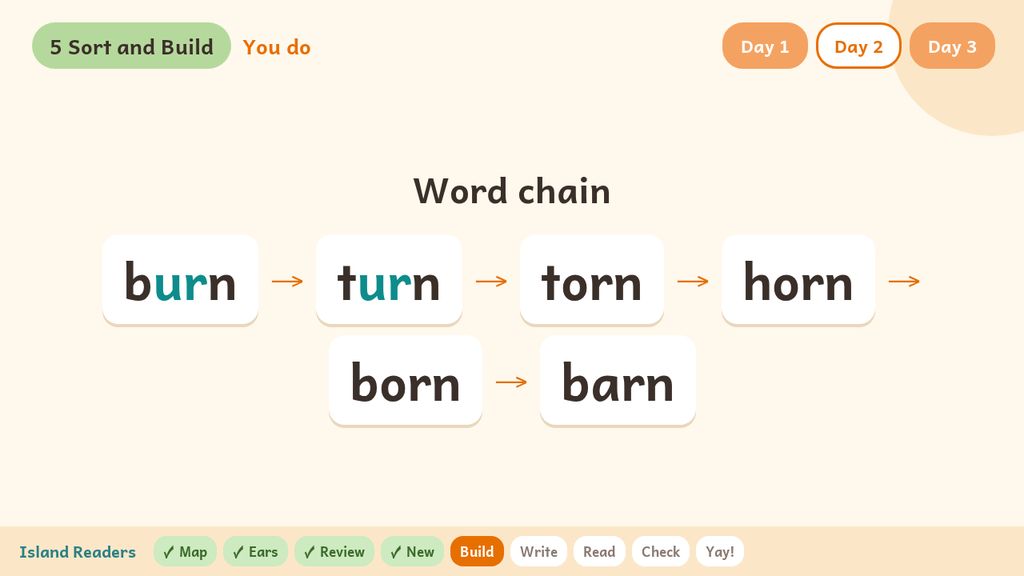 5 Sort and Build You do Day 1 Day 2 Day 3
Word chain
burn → turn → torn → horn →
born → barn
Island Readers ✓ Map ✓ Ears ✓ Review ✓ New Build Write Read Check Yay!